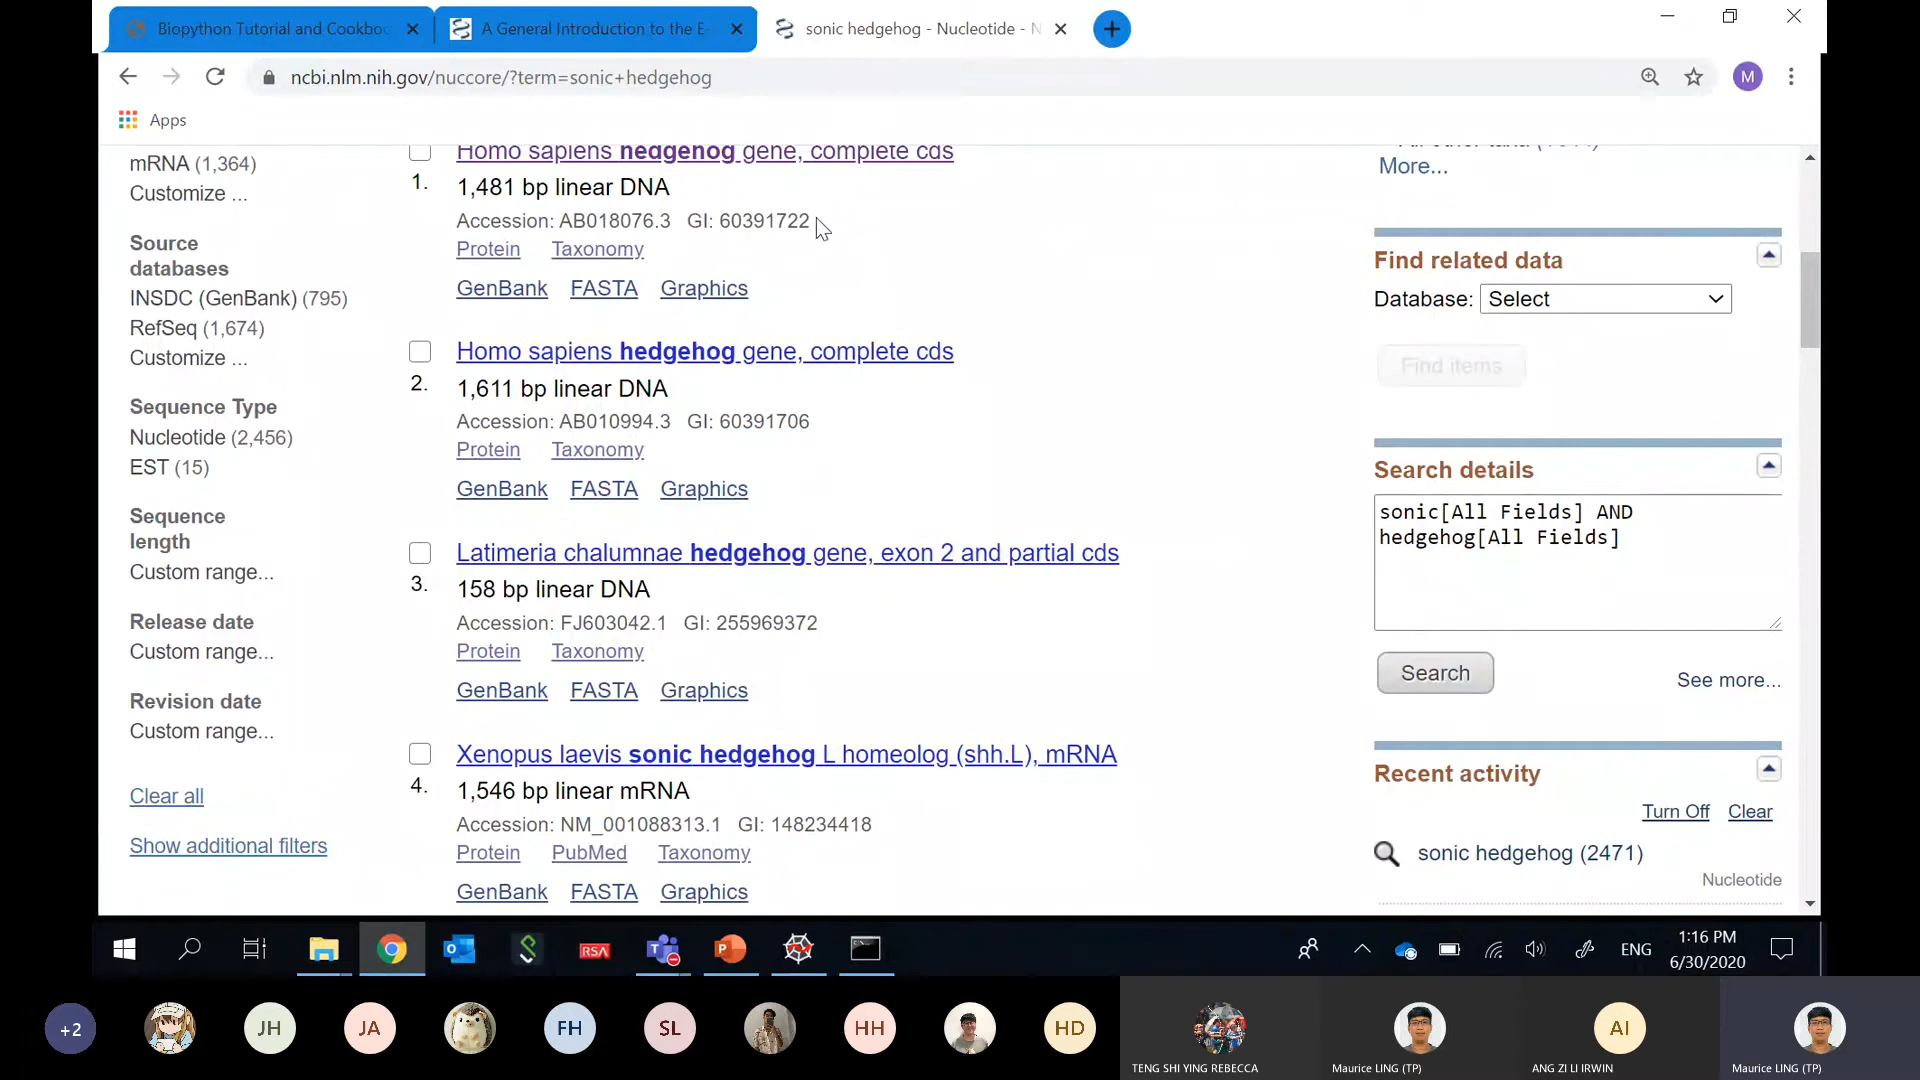 Biopython Tutorial and Cookbo
A General Introduction to the E-
sonic hedgehog - Nucleotide - N
ncbi.nlm.nih.gov/nuccore/?term=sonic+hedgehog
M
Apps
mRNA (1,364)
Customize ...
Source
databases
INSDC (GenBank) (795)
RefSeq (1,674)
Customize ...
Sequence Type
Nucleotide (2,456)
EST (15)
Sequence
length
Custom range...
Release date
Custom range...
Revision date
Custom range...
Clear all
Show additional filters
Homo sapiens hedgehog gene, complete cds
1. 1,481 bp linear DNA
Accession: AB018076.3 GI: 60391722
Protein Taxonomy
GenBank FASTA Graphics
Homo sapiens hedgehog gene, complete cds
2. 1,611 bp linear DNA
Accession: AB010994.3 GI: 60391706
Protein Taxonomy
GenBank FASTA Graphics
Latimeria chalumnae hedgehog gene, exon 2 and partial cds
3. 158 bp linear DNA
Accession: FJ603042.1 GI: 255969372
Protein Taxonomy
GenBank FASTA Graphics
Xenopus laevis sonic hedgehog L homeolog (shh.L), mRNA
4. 1,546 bp linear mRNA
Accession: NM_001088313.1 GI: 148234418
Protein PubMed Taxonomy
GenBank FASTA Graphics
More...
Find related data
Database: Select
Find items
Search details
sonic[All Fields] AND
hedgehog[All Fields]
Search
See more...
Recent activity
Turn Off Clear
sonic hedgehog (2471)
Nucleotide
RSA
ENG
1:16 PM
6/30/2020
+2
JH
JA
FH
SL
HH
HD
AI
TENG SHI YING REBECCA
Maurice LING (TP)
ANG ZI LI IRWIN
Maurice LING (TP)